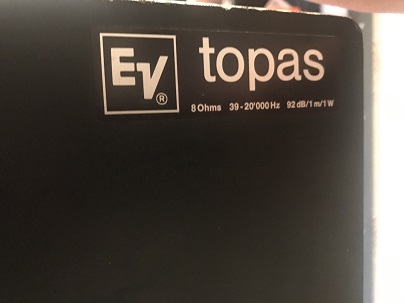 EV® topas
8 Ohms 39-20'000 Hz 92 dB/1 m/1 W